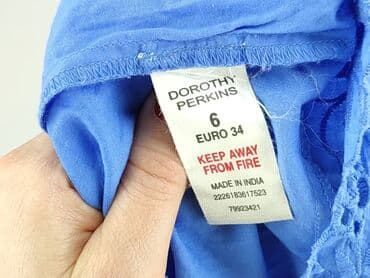 DOROTHY
PERKINS
6
EURO 34
KEEP AWAY
FROM FIRE
MADE IN INDIA
2226183617523
79923421